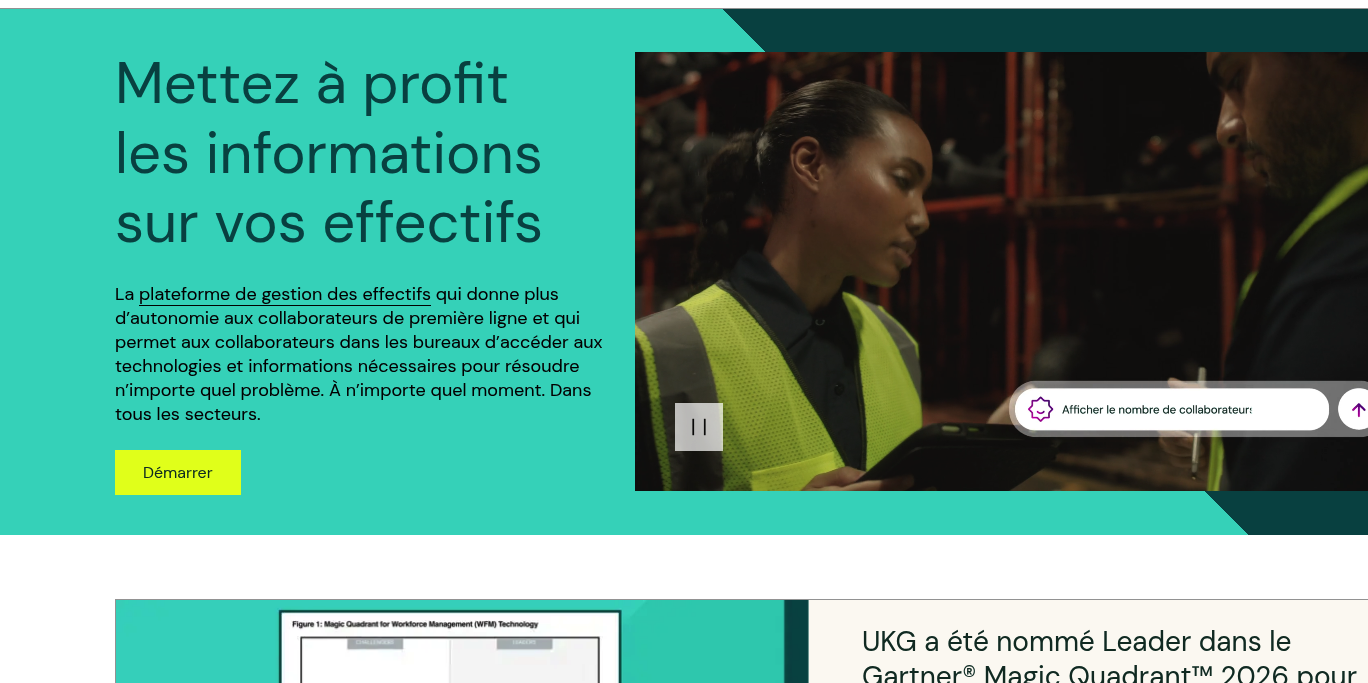 Mettez à profit
les informations
sur vos effectifs
La plateforme de gestion des effectifs qui donne plus
d’autonomie aux collaborateurs de première ligne et qui
permet aux collaborateurs dans les bureaux d’accéder aux
technologies et informations nécessaires pour résoudre
n’importe quel problème. À n’importe quel moment. Dans
tous les secteurs.
Démarrer
Afficher le nombre de collaborateurs
Figure 1: Magic Quadrant for Workforce Management (WFM) Technology
CHALLENGERS
LEADERS
UKG a été nommé Leader dans le
Gartner® Magic Quadrant™ 2026 pour